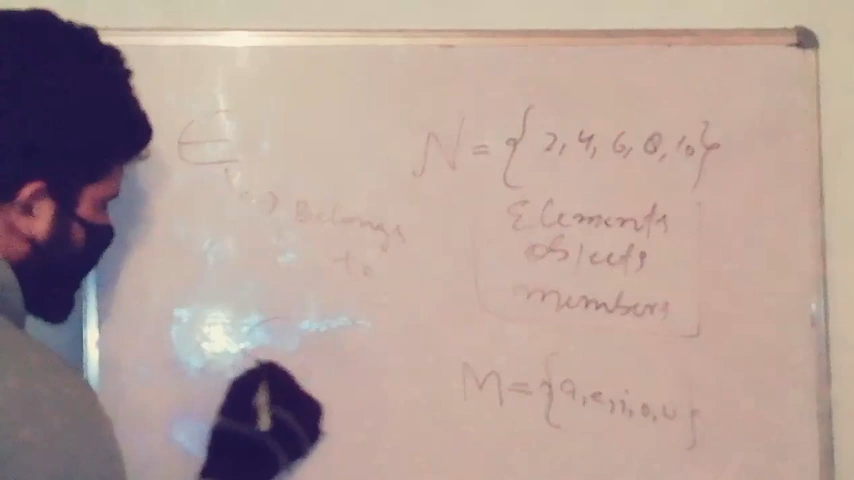 ∈
Belongs
to
N = { 2, 4, 6, 8, 10 }
Elements
objects
members
M = { a, e, i, o, u }